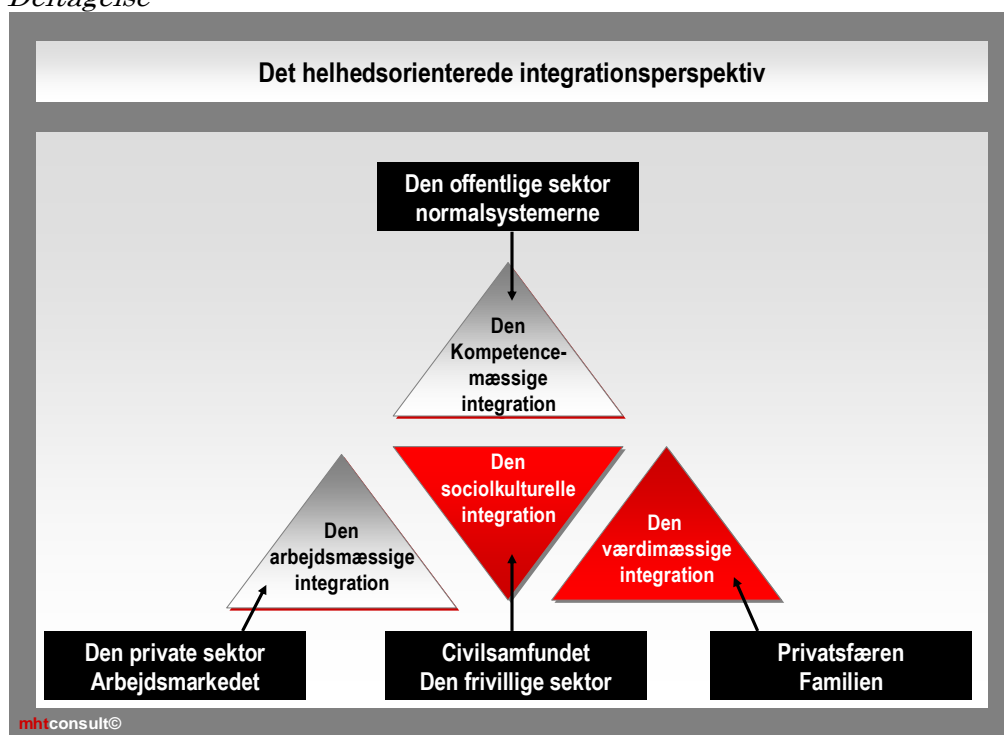 Deltagelse
Det helhedsorienterede integrationsperspektiv
Den offentlige sektor
normalsystemerne
Den
Kompetence-
mæssige
integration
Den
sociolkulturelle
integration
Den
værdimæssige
integration
Den
arbejdsmæssige
integration
Den private sektor
Arbejdsmarkedet
Civilsamfundet
Den frivillige sektor
Privatsfæren
Familien
mhtconsult©